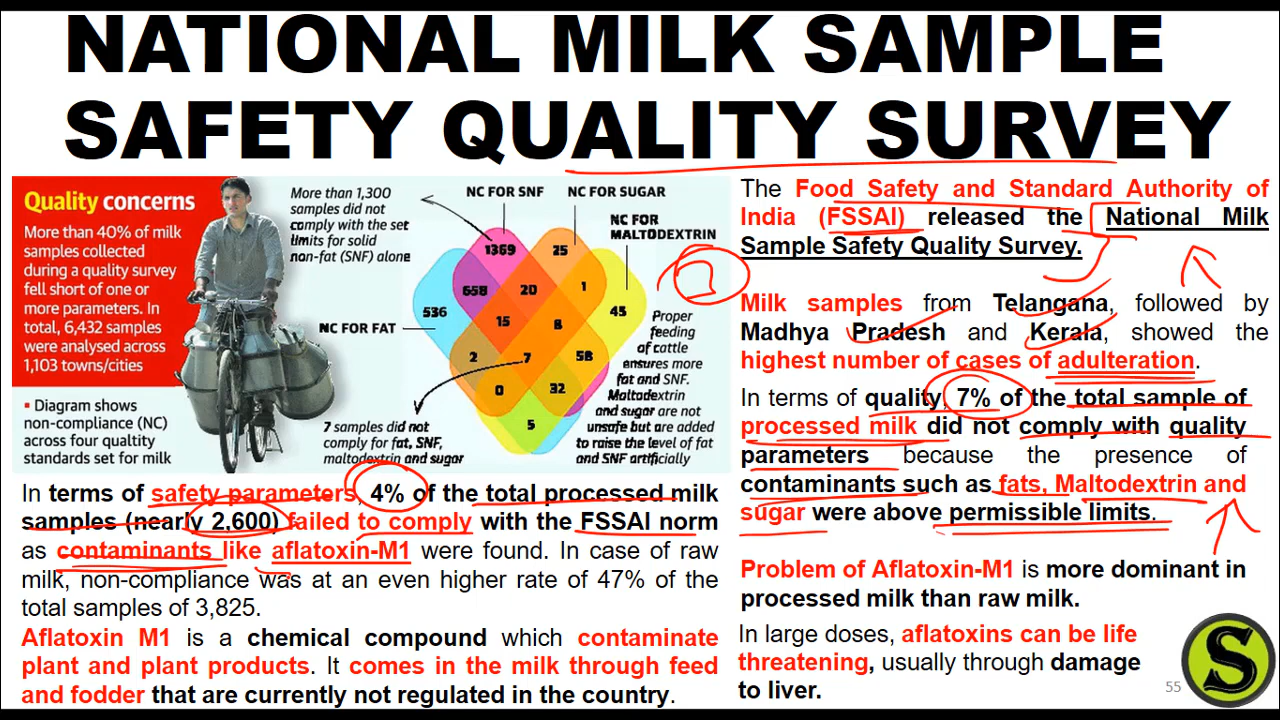 NATIONAL MILK SAMPLE
SAFETY QUALITY SURVEY
Quality concerns
More than 40% of milk
samples collected
during a quality survey
fell short of one or
more parameters. In
total, 6,432 samples
were analysed across
1,103 towns/cities
▪ Diagram shows
non-compliance (NC)
across four qualtity
standards set for milk
More than 1,300
samples did not
comply with the set
limits for solid
non-fat (SNF) alone
NC FOR SNF
NC FOR SUGAR
NC FOR
MALTODEXTRIN
NC FOR FAT
1369
25
658
20
1
536
15
8
45
2
7
58
0
32
5
7 samples did not
comply for fat, SNF,
maltodextrin and sugar
Proper
feeding
of cattle
ensures more
fat and SNF.
Maltodextrin
and sugar are not
unsafe but are added
to raise the level of fat
and SNF artificially
In terms of safety parameters, 4% of the total processed milk
samples (nearly 2,600) failed to comply with the FSSAI norm
as contaminants like aflatoxin-M1 were found. In case of raw
milk, non-compliance was at an even higher rate of 47% of the
total samples of 3,825.
Aflatoxin M1 is a chemical compound which contaminate
plant and plant products. It comes in the milk through feed
and fodder that are currently not regulated in the country.
The Food Safety and Standard Authority of
India (FSSAI) released the National Milk
Sample Safety Quality Survey.
Milk samples from Telangana, followed by
Madhya Pradesh and Kerala, showed the
highest number of cases of adulteration.
In terms of quality, 7% of the total sample of
processed milk did not comply with quality
parameters because the presence of
contaminants such as fats, Maltodextrin and
sugar were above permissible limits.
Problem of Aflatoxin-M1 is more dominant in
processed milk than raw milk.
In large doses, aflatoxins can be life
threatening, usually through damage
to liver.
55
S